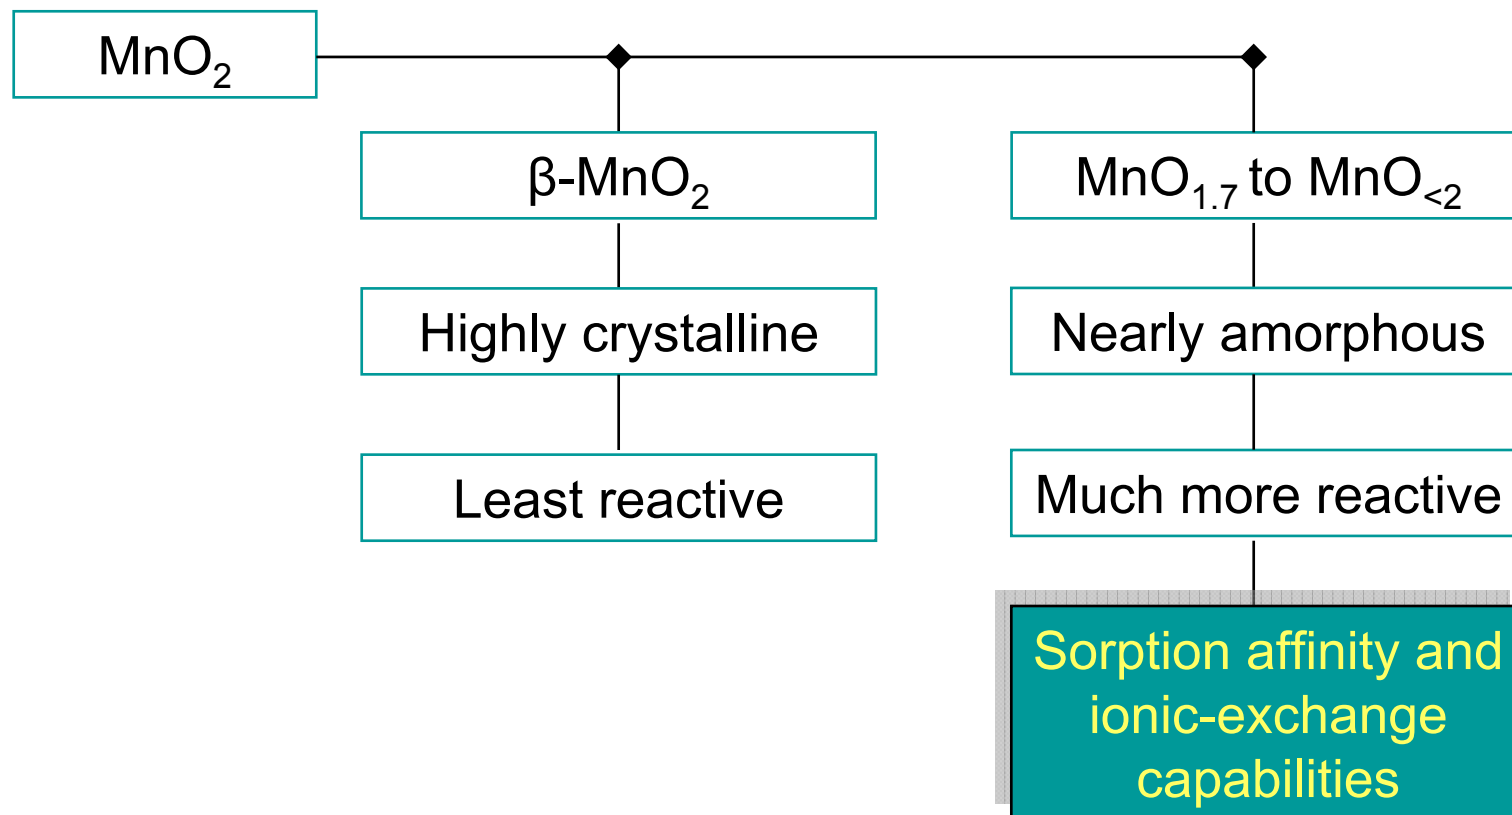 MnO₂
β-MnO₂
MnO₁.₇ to MnO<₂
Highly crystalline
Nearly amorphous
Least reactive
Much more reactive
Sorption affinity and
ionic-exchange
capabilities